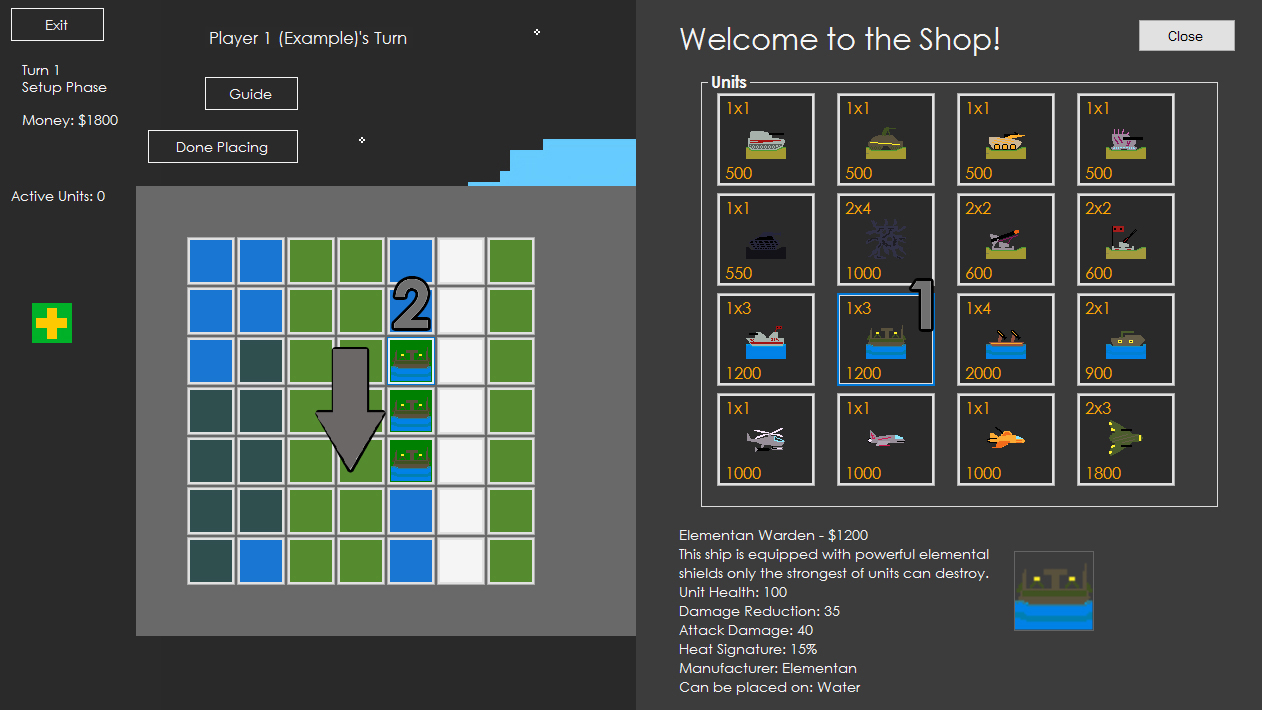 Exit
Player 1 (Example)'s Turn
Turn 1
Setup Phase
Guide
Money: $1800
Done Placing
Active Units: 0
2
Welcome to the Shop!
Close
Units
1x1
500
1x1
500
1x1
500
1x1
500
1x1
550
2x4
1000
2x2
600
2x2
600
1x3
1200
1x3
1200
1
1x4
2000
2x1
900
1x1
1000
1x1
1000
1x1
1000
2x3
1800
Elementan Warden - $1200
This ship is equipped with powerful elemental
shields only the strongest of units can destroy.
Unit Health: 100
Damage Reduction: 35
Attack Damage: 40
Heat Signature: 15%
Manufacturer: Elementan
Can be placed on: Water